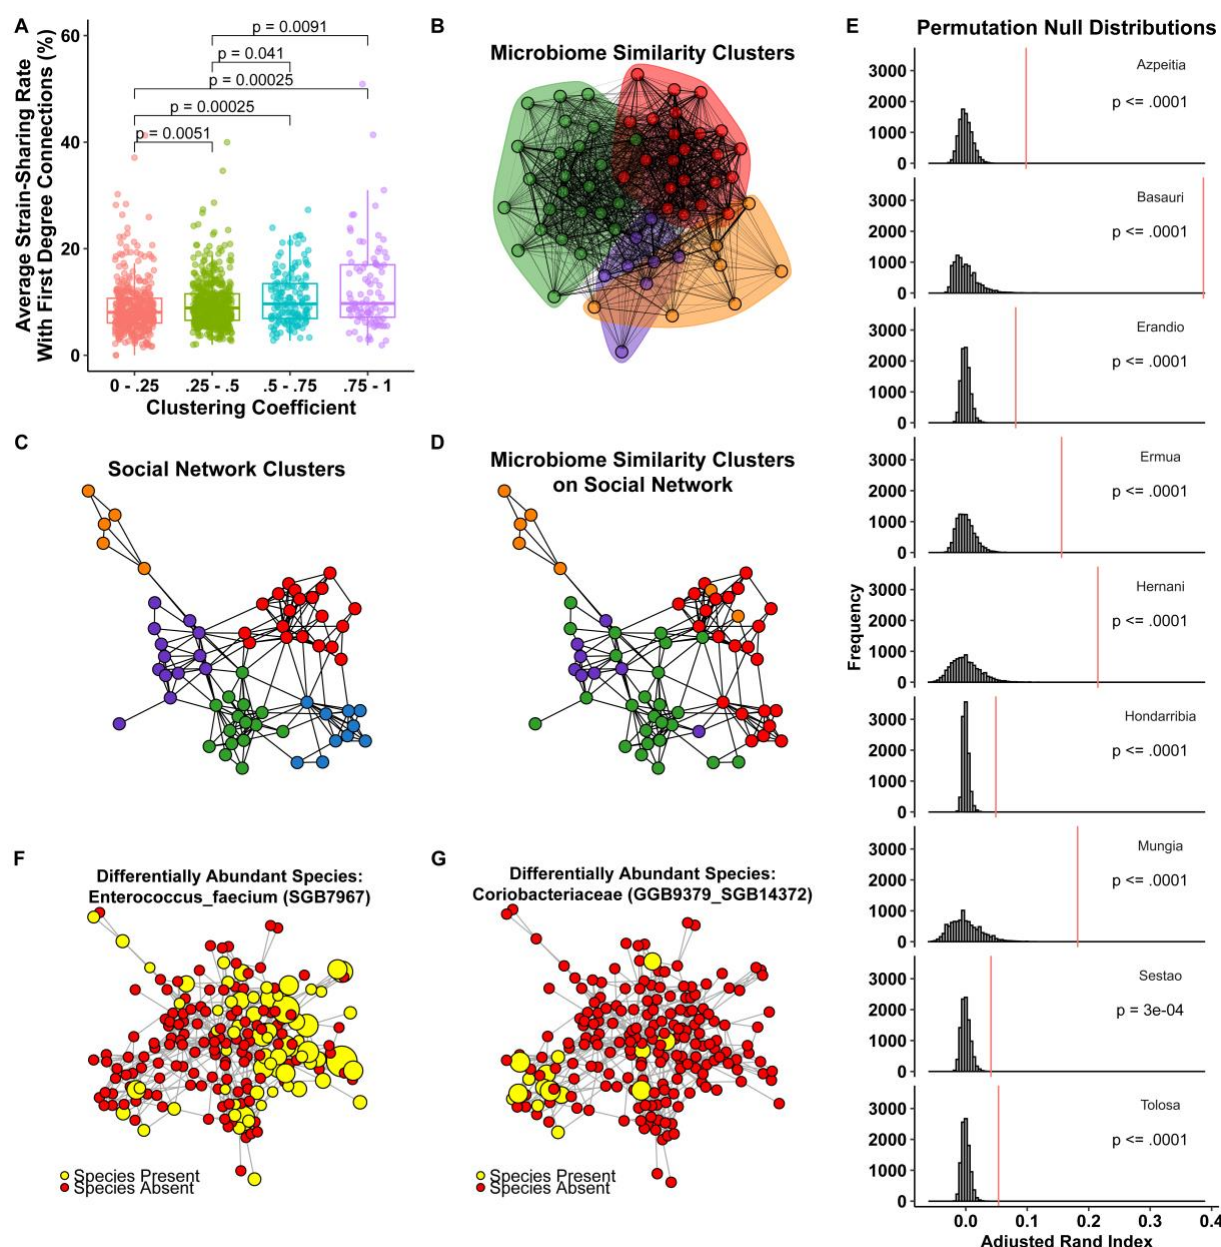 A
Average Strain-Sharing Rate
With First Degree Connections (%)
60
40
20
0
p = 0.0091
p = 0.041
p = 0.00025
p = 0.00025
p = 0.0051
0 - .25
.25 - .5
.5 - .75
.75 - 1
Clustering Coefficient
B
Microbiome Similarity Clusters
C
Social Network Clusters
D
Microbiome Similarity Clusters
on Social Network
E
Permutation Null Distributions
Frequency
3000
2000
1000
0
Azpeitia
p <= .0001
3000
2000
1000
0
Basauri
p <= .0001
3000
2000
1000
0
Erandio
p <= .0001
3000
2000
1000
0
Ermua
p <= .0001
3000
2000
1000
0
Hernani
p <= .0001
3000
2000
1000
0
Hondarribia
p <= .0001
3000
2000
1000
0
Mungia
p <= .0001
3000
2000
1000
0
Sestao
p = 3e-04
3000
2000
1000
0
Tolosa
p <= .0001
0.0
0.1
0.2
0.3
0.4
Adjusted Rand Index
F
Differentially Abundant Species:
Enterococcus_faecium (SGB7967)
Species Present
Species Absent
G
Differentially Abundant Species:
Coriobacteriaceae (GGB9379_SGB14372)
Species Present
Species Absent